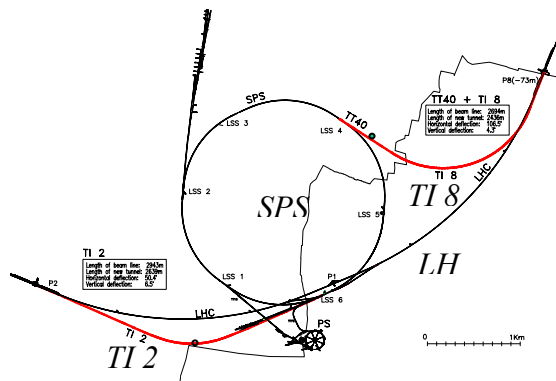 SPS
LSS 3
LSS 4
TT40
P8(-73m)
TT40 + TI 8
Length of beam line: 2694m
Length of new tunnel: 2436m
Horizontal deflection: 106.5°
Vertical deflection: 4.3°
TI 8
LHC
TI 8
LSS 2
SPS
LSS 5
LH
TI 2
Length of beam line: 2943m
Length of new tunnel: 2639m
Horizontal deflection: 50.4°
Vertical deflection: 6.5°
LSS 1
P1
P2
LSS 6
LHC
TI 2
PS
TI 2
0
1Km